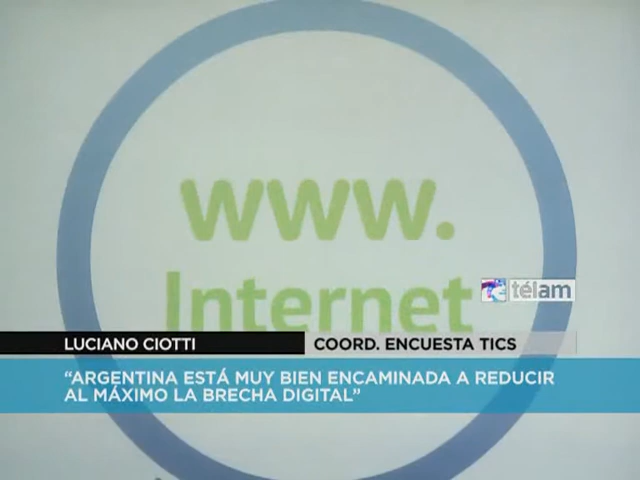 www.
Internet
télam
LUCIANO CIOTTI
COORD. ENCUESTA TICS
“ARGENTINA ESTÁ MUY BIEN ENCAMINADA A REDUCIR
AL MÁXIMO LA BRECHA DIGITAL”